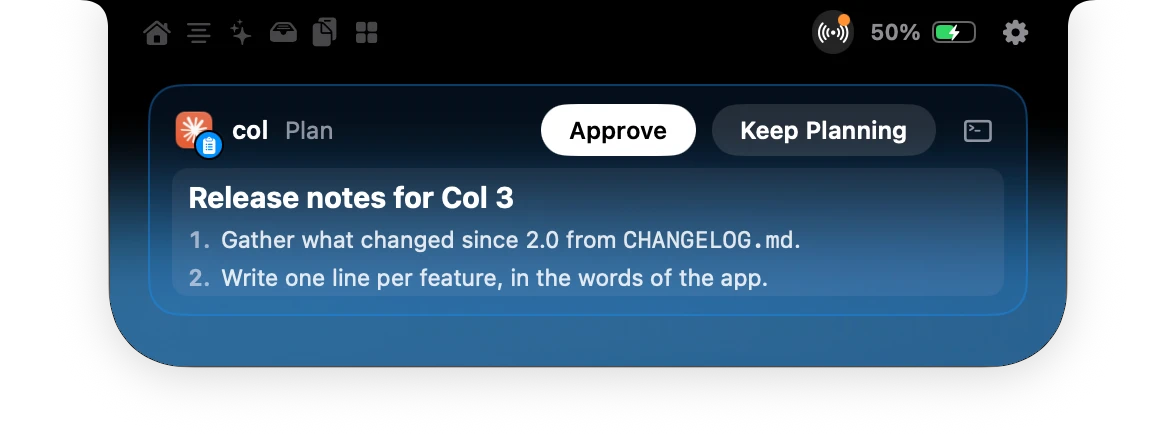 50%
col Plan Approve Keep Planning
Release notes for Col 3
1. Gather what changed since 2.0 from CHANGELOG.md.
2. Write one line per feature, in the words of the app.